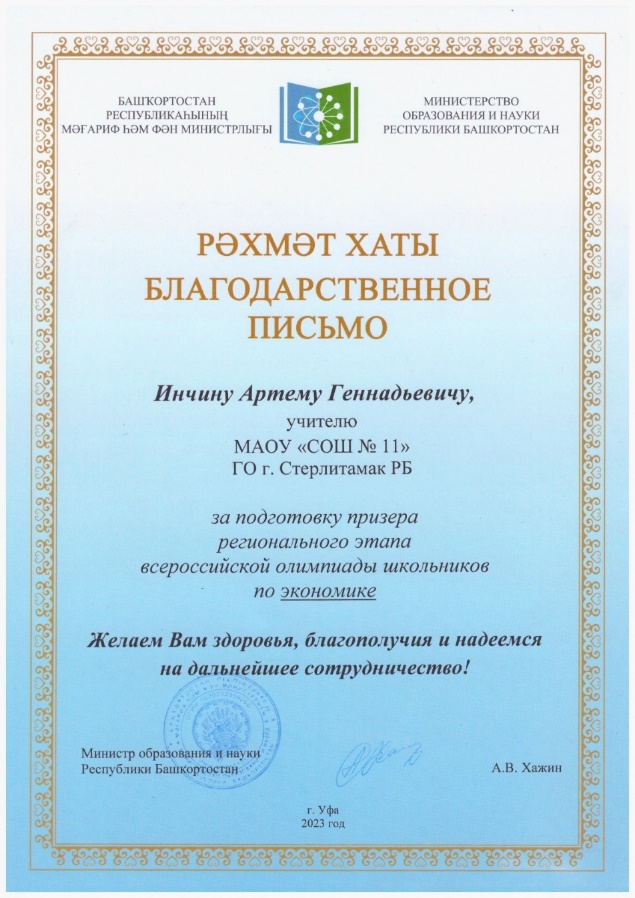 БАШҠОРТОСТАН
РЕСПУБЛИКАҺЫНЫҢ
МӘҒАРИФ ҺӘМ ФӘН МИНИСТРЛЫҒЫ
МИНИСТЕРСТВО
ОБРАЗОВАНИЯ И НАУКИ
РЕСПУБЛИКИ БАШКОРТОСТАН
РӘХМӘТ ХАТЫ
БЛАГОДАРСТВЕННОЕ
ПИСЬМО
Инчину Артему Геннадьевичу,
учителю
МАОУ «СОШ № 11»
ГО г. Стерлитамак РБ
за подготовку призера
регионального этапа
всероссийской олимпиады школьников
по экономике
Желаем Вам здоровья, благополучия и надеемся
на дальнейшее сотрудничество!
Министр образования и науки
Республики Башкортостан
А.В. Хажин
г. Уфа
2023 год